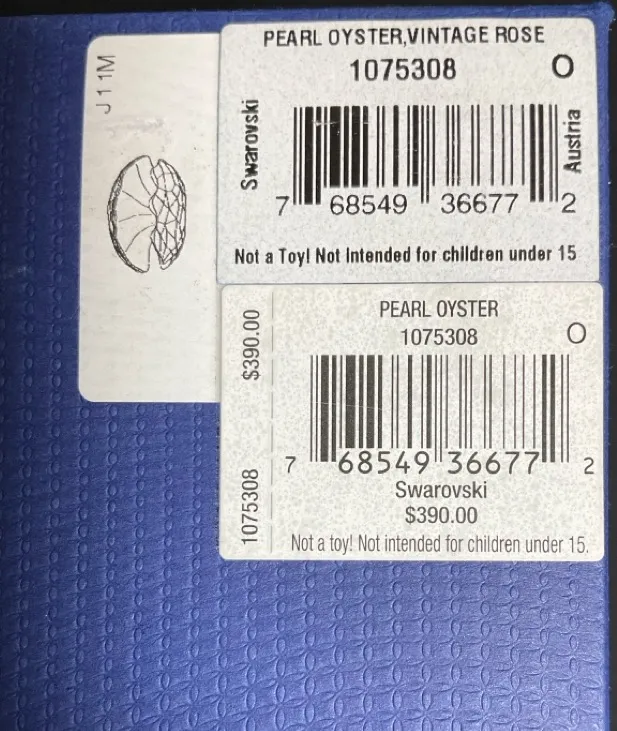 J 1 1M
PEARL OYSTER,VINTAGE ROSE
1075308
O
Swarovski
Austria
7 68549 36677 2
Not a Toy! Not Intended for children under 15
PEARL OYSTER
1075308
O
$390.00
1075308
7 68549 36677 2
Swarovski
$390.00
Not a toy! Not intended for children under 15.